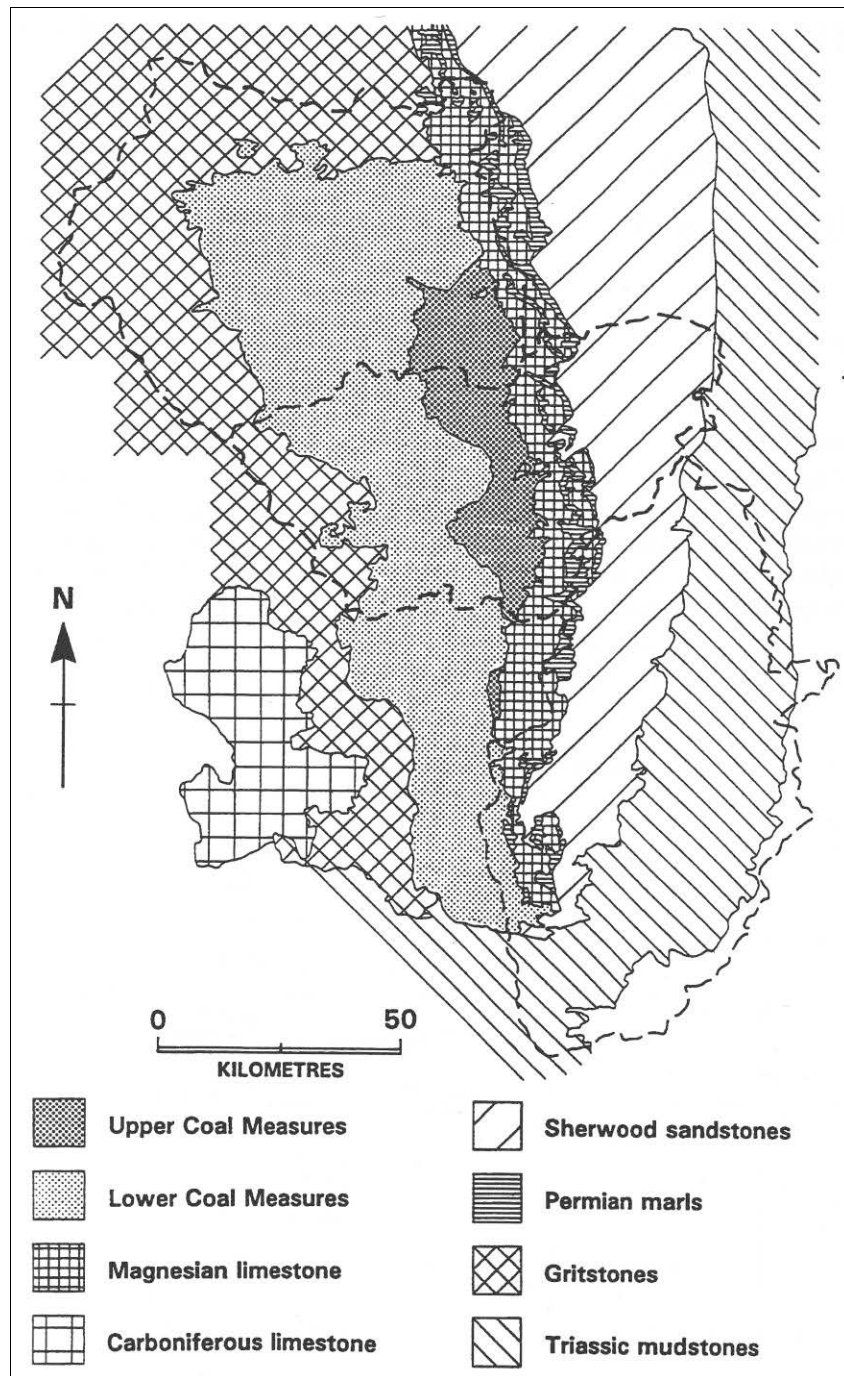 N
0 50
KILOMETRES
Upper Coal Measures
Lower Coal Measures
Magnesian limestone
Carboniferous limestone
Sherwood sandstones
Permian marls
Gritstones
Triassic mudstones